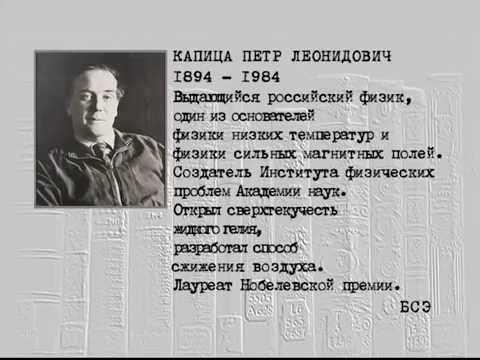 КАПИЦА ПЕТР ЛЕОНИДОВИЧ
1894 – 1984
Выдающийся российский физик,
один из основателей
физики низких температур и
физики сильных магнитных полей.
Создатель Института физических
проблем Академии наук.
Открыл сверхтекучесть
жидкого гелия,
разработал способ
сжижения воздуха.
Лауреат Нобелевской премии.
БСЭ